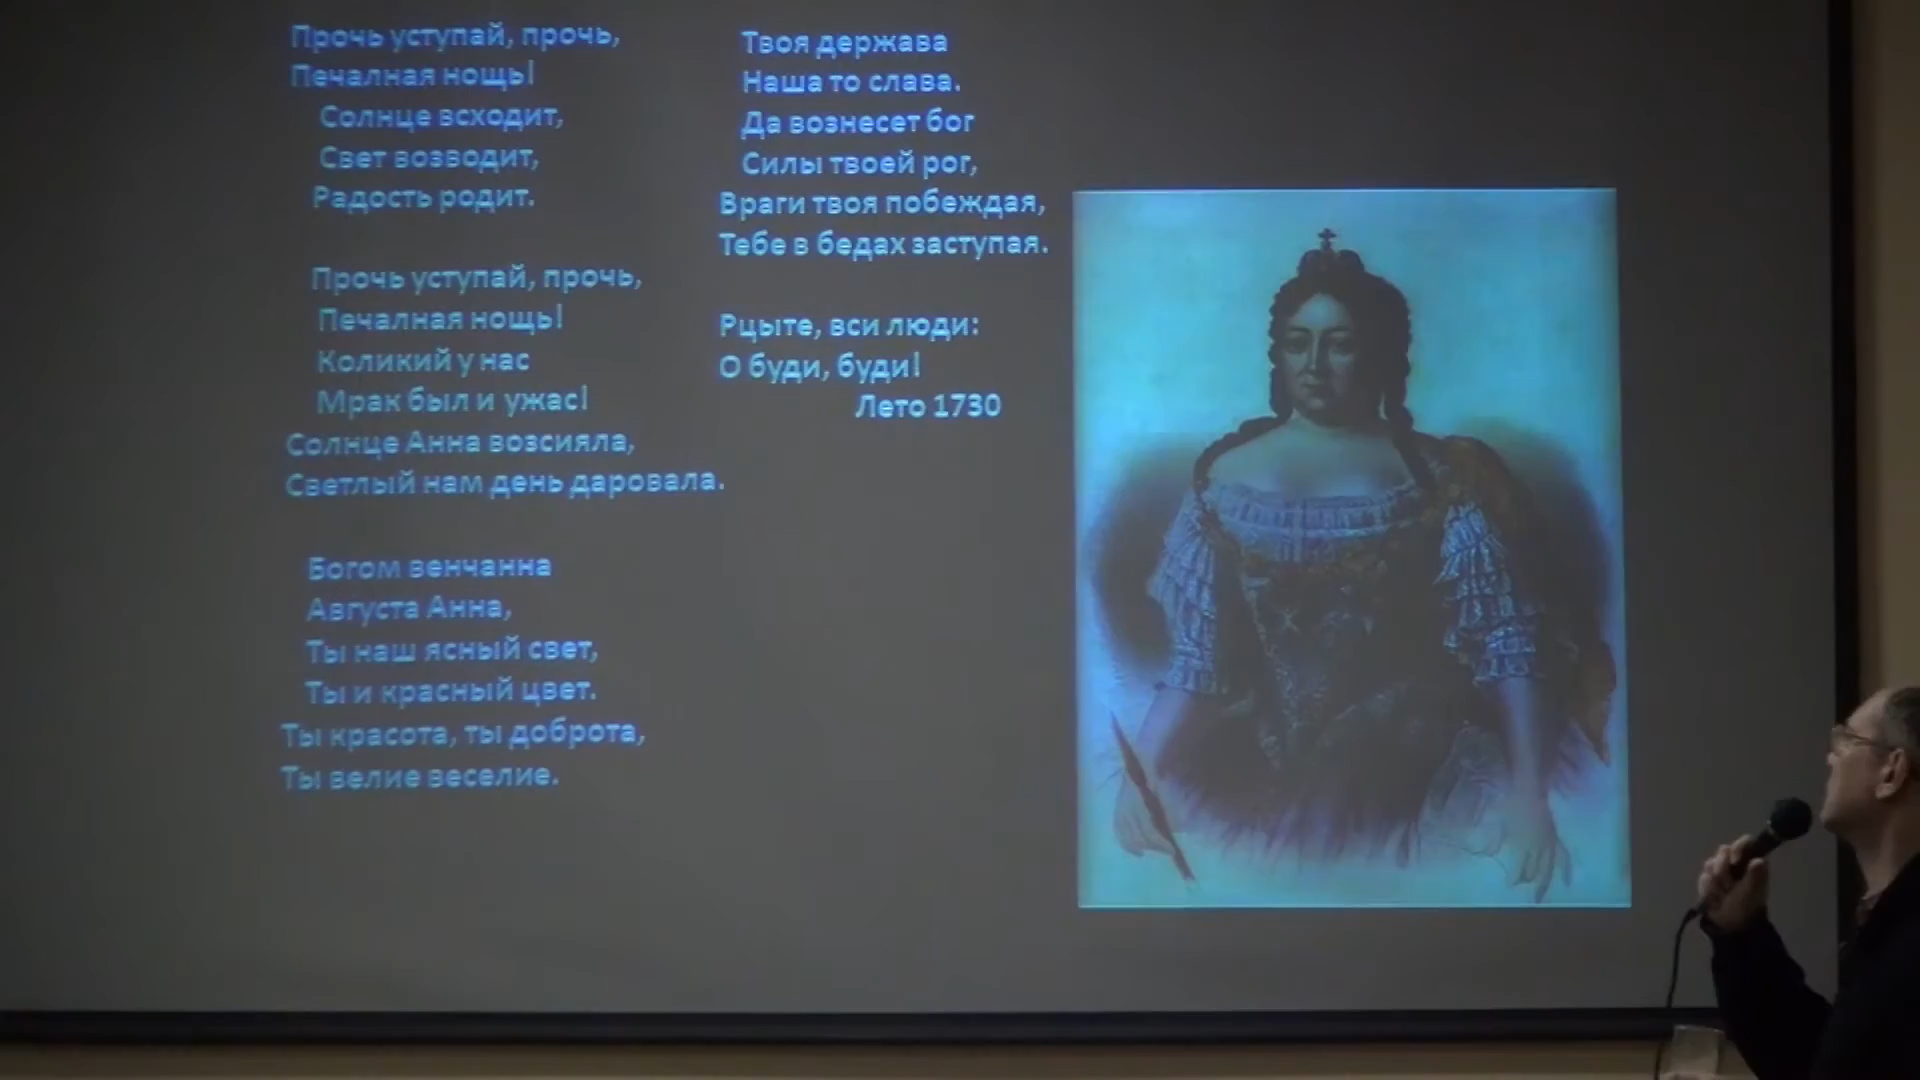 Прочь уступай, прочь,
Печалная нощь!
Солнце всходит,
Свет возводит,
Радость родит.
Прочь уступай, прочь,
Печалная нощь!
Коликий у нас
Мрак был и ужас!
Солнце Анна возсияла,
Светлый нам день даровала.
Богом венчанна
Августа Анна,
Ты наш ясный свет,
Ты и красный цвет.
Ты красота, ты доброта,
Ты велие веселие.
Твоя держава
Наша то слава.
Да вознесет бог
Силы твоей рог,
Враги твоя побеждая,
Тебе в бедах заступая.
Рцыте, вси люди:
О буди, буди!
Лето 1730